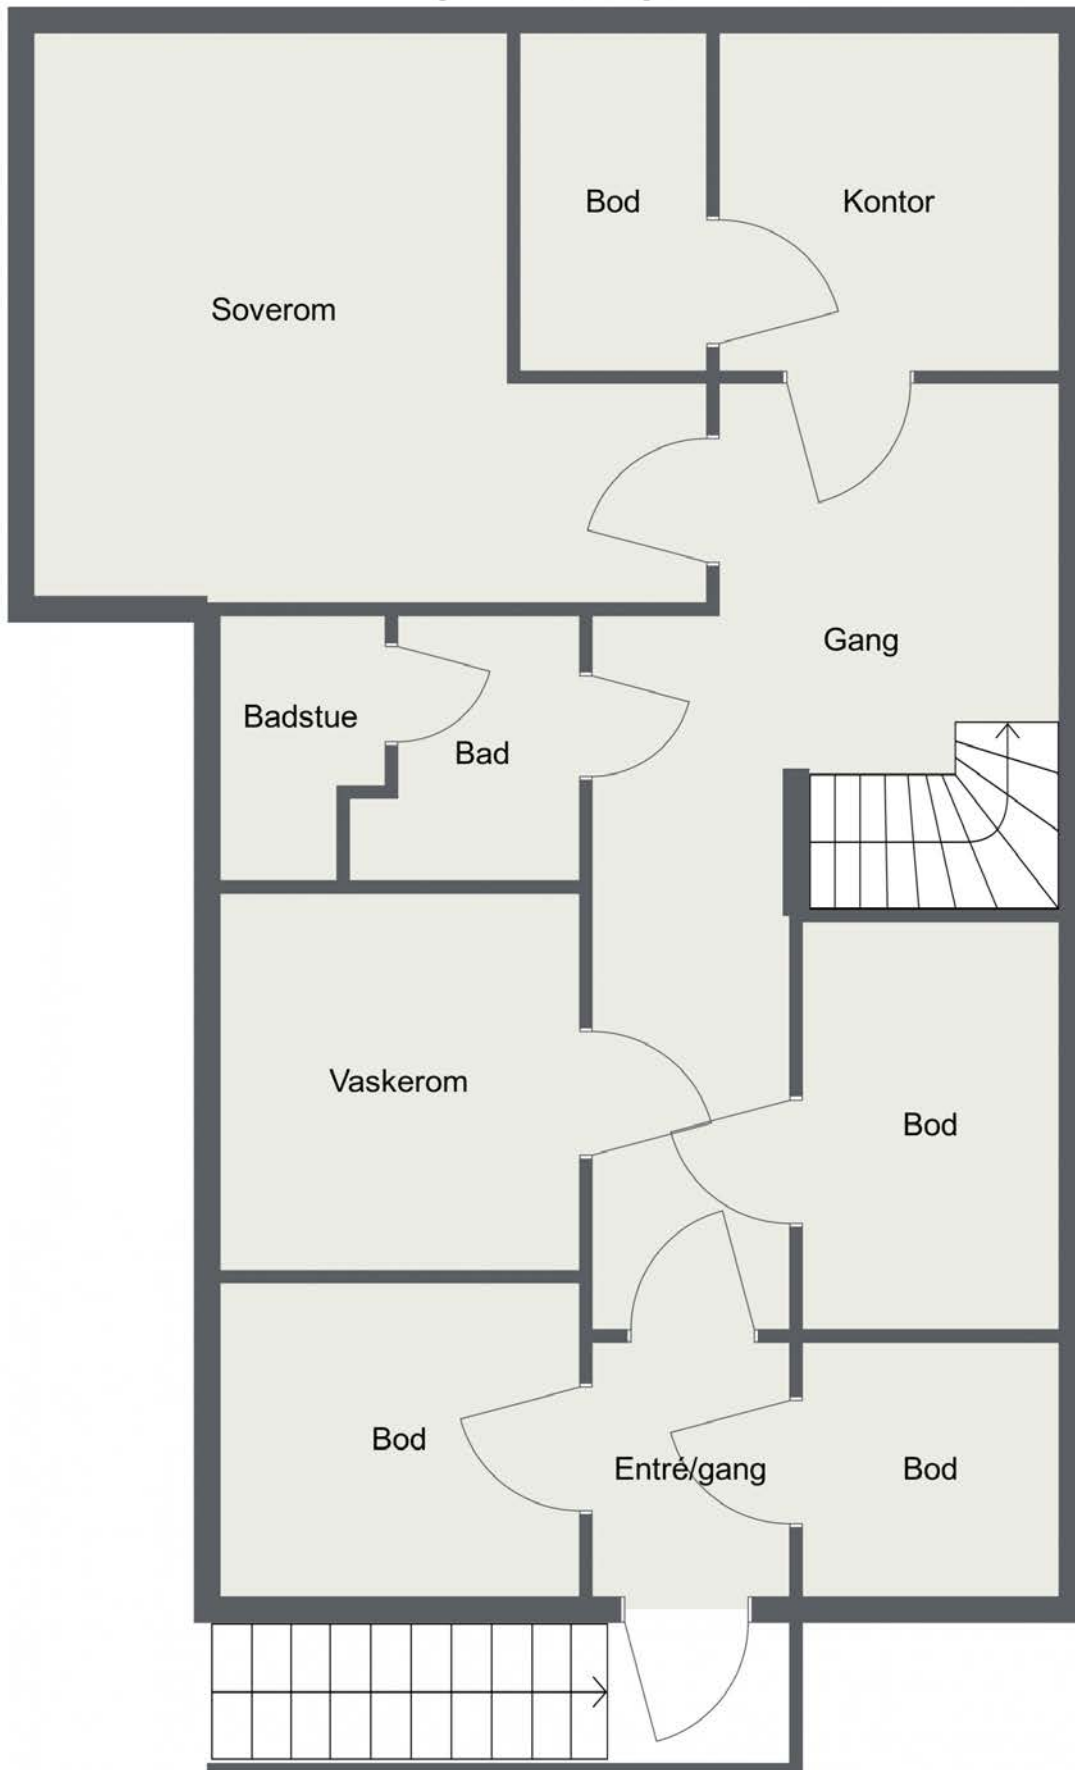 Bod
Kontor
Soverom
Gang
Badstue
Bad
Vaskerom
Bod
Bod
Entré/gang
Bod